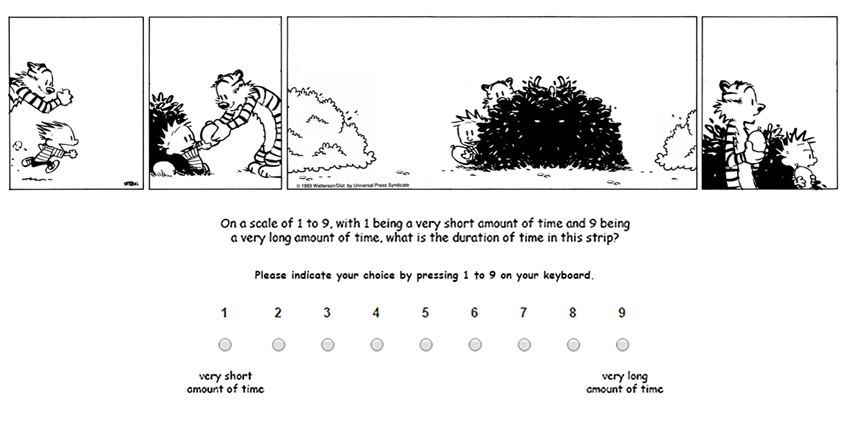 © 1993 Watterson/Dist. by Universal Press Syndicate
On a scale of 1 to 9, with 1 being a very short amount of time and 9 being
a very long amount of time, what is the duration of time in this strip?
Please indicate your choice by pressing 1 to 9 on your keyboard.
1 2 3 4 5 6 7 8 9
very short very long
amount of time amount of time